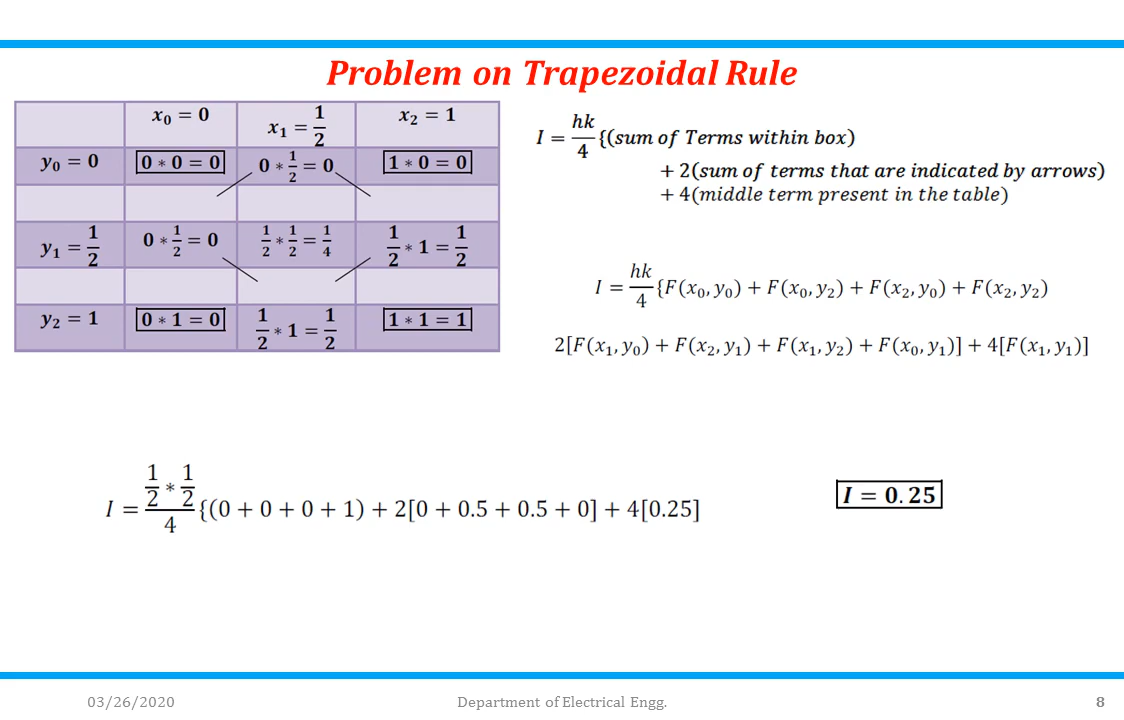 Problem on Trapezoidal Rule
x₀ = 0 x₁ = 1/2 x₂ = 1
y₀ = 0 0 ∗ 0 = 0 0 ∗ 1/2 = 0 1 ∗ 0 = 0
y₁ = 1/2 0 ∗ 1/2 = 0 1/2 ∗ 1/2 = 1/4 1/2 ∗ 1 = 1/2
y₂ = 1 0 ∗ 1 = 0 1/2 ∗ 1 = 1/2 1 ∗ 1 = 1
I = hk/4 {(sum of Terms within box)
+ 2(sum of terms that are indicated by arrows)
+ 4(middle term present in the table)
I = hk/4 {F(x₀, y₀) + F(x₀, y₂) + F(x₂, y₀) + F(x₂, y₂)
2[F(x₁, y₀) + F(x₂, y₁) + F(x₁, y₂) + F(x₀, y₁)] + 4[F(x₁, y₁)]
I = (1/2 ∗ 1/2)/4 {(0 + 0 + 0 + 1) + 2[0 + 0.5 + 0.5 + 0] + 4[0.25]
I = 0.25
03/26/2020 Department of Electrical Engg. 8